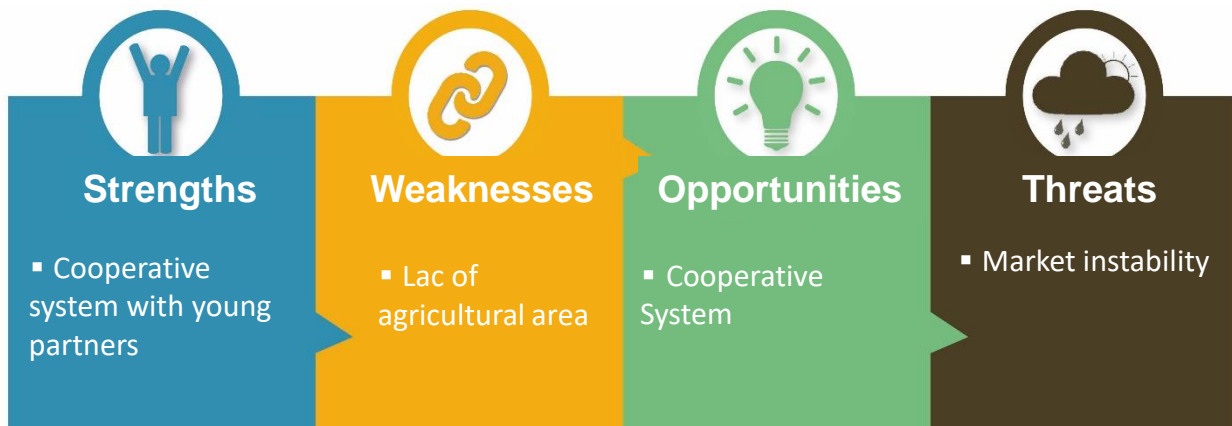 Strengths
▪ Cooperative
system with young
partners
Weaknesses
▪ Lac of
agricultural area
Opportunities
▪ Cooperative
System
Threats
▪ Market instability